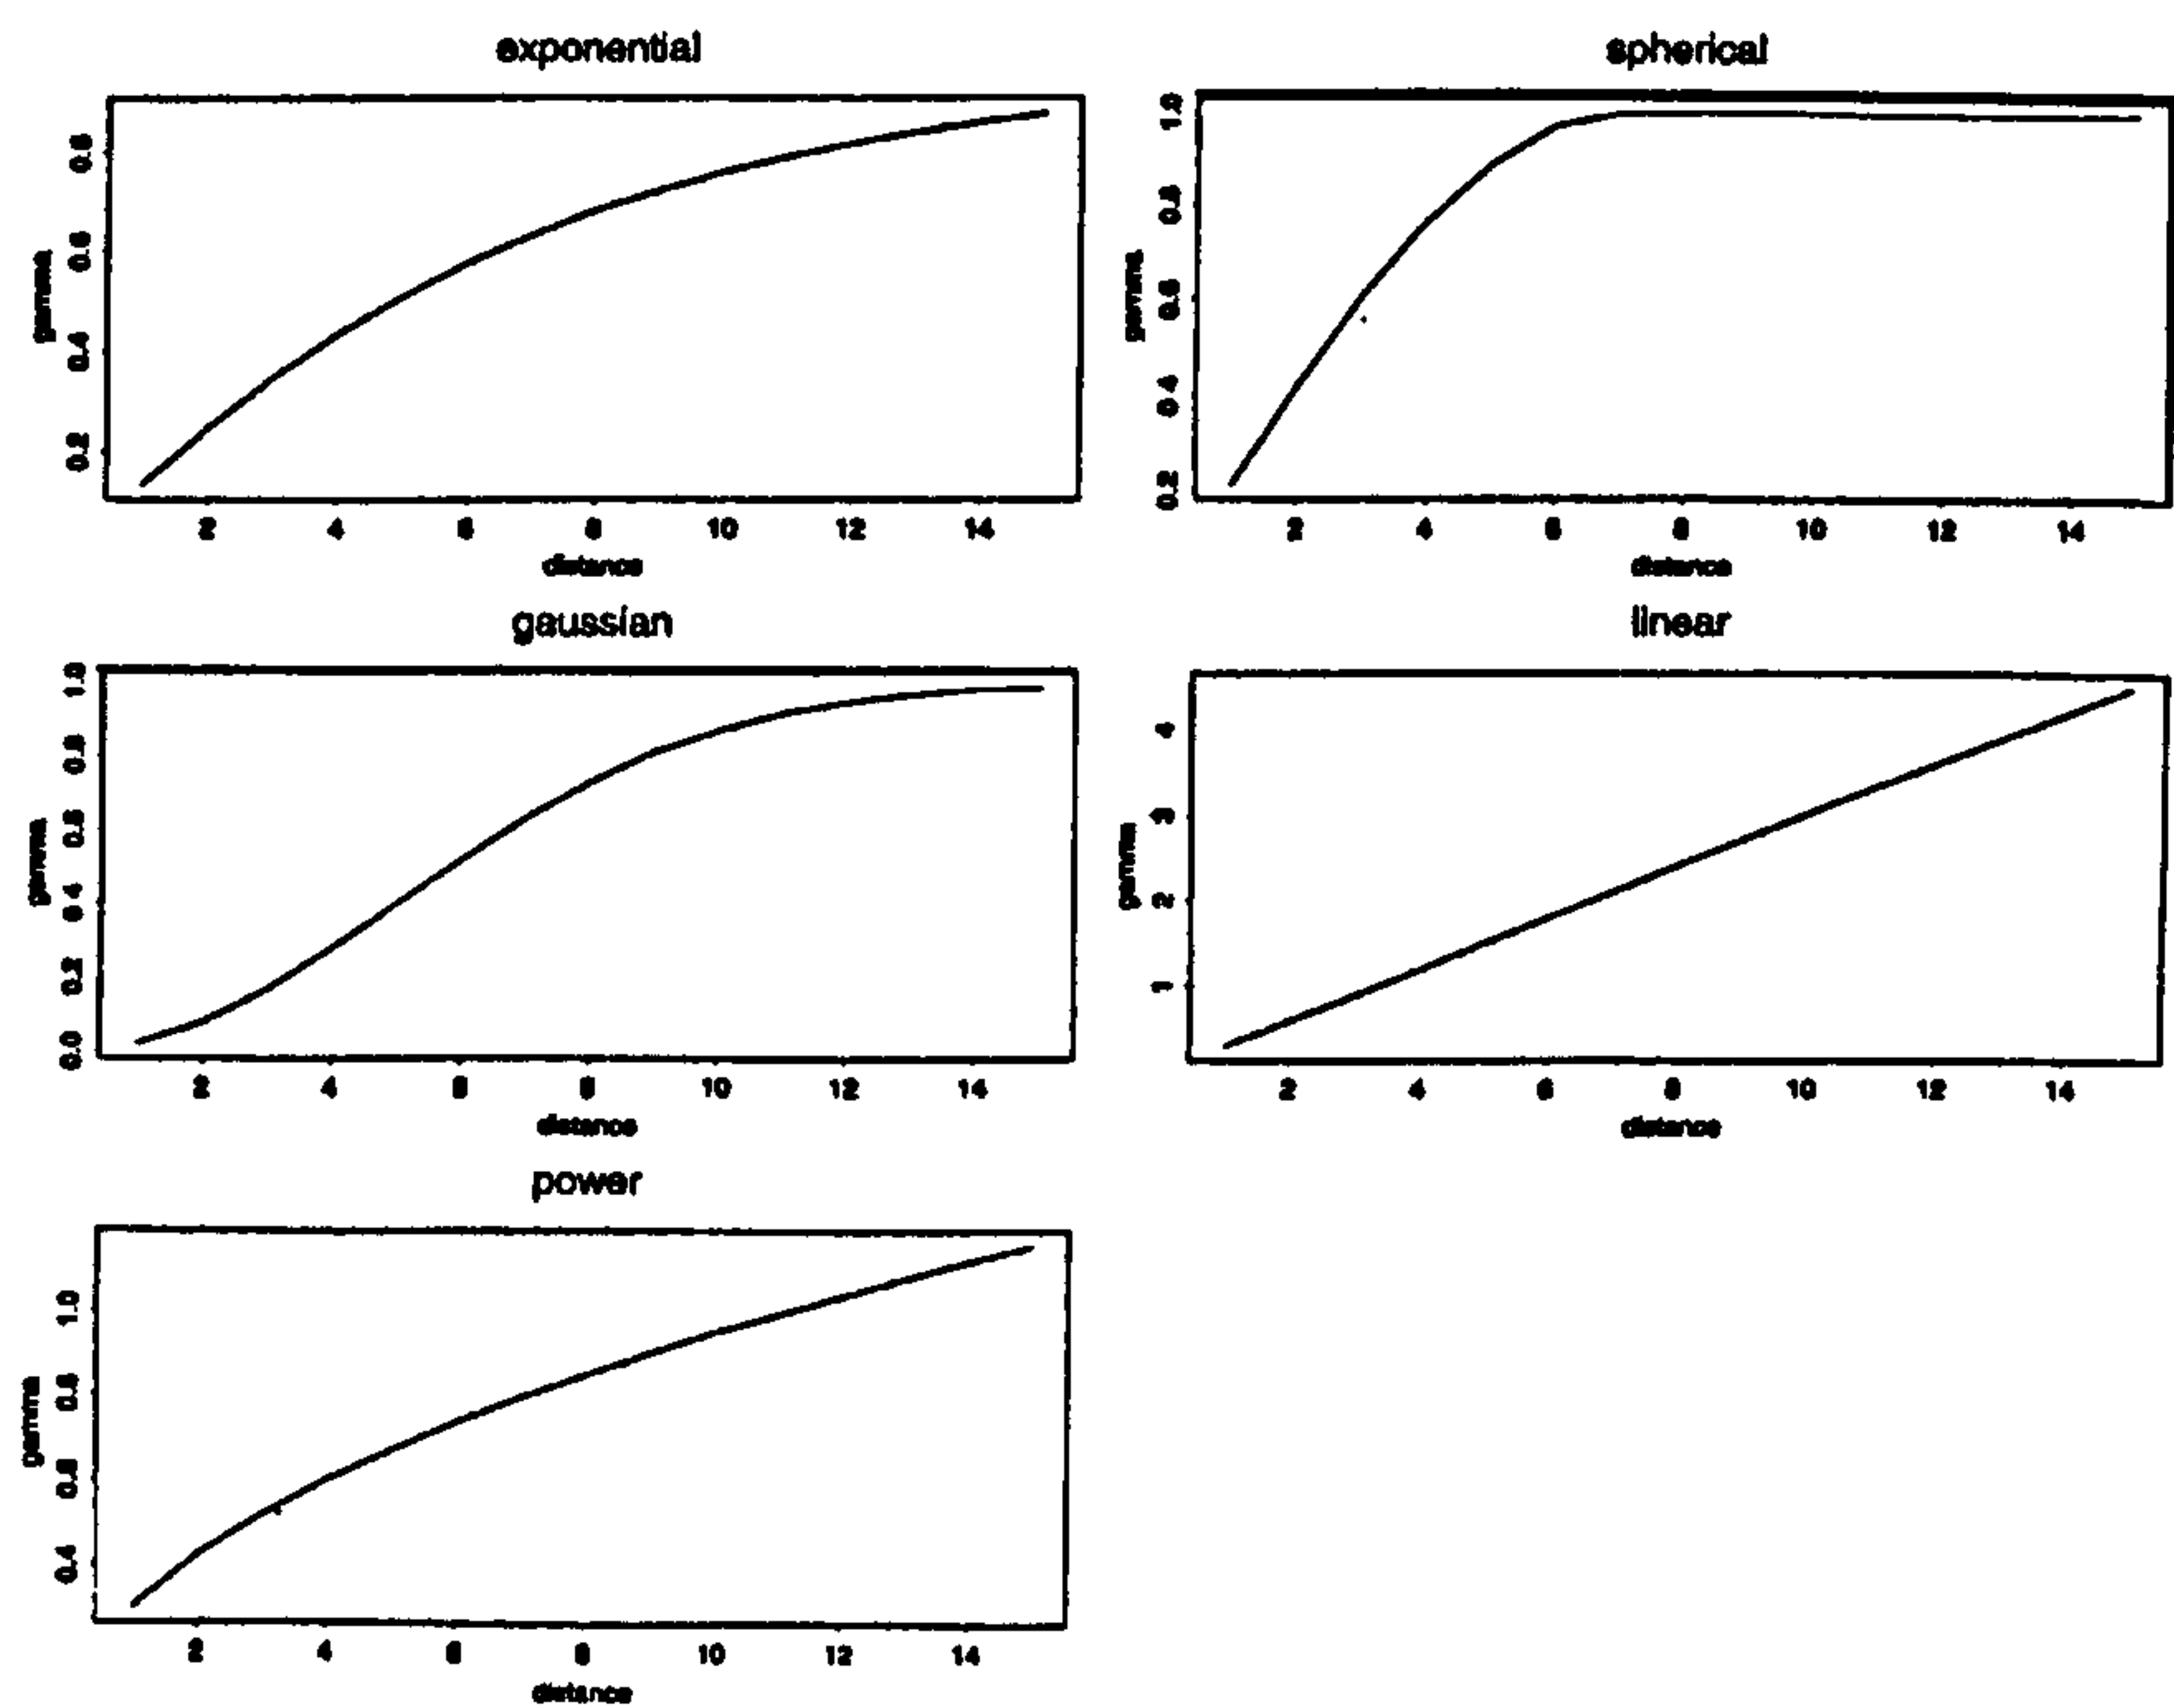 exponential
gamma
0.2 0.4 0.6 0.8
2 4 6 8 10 12 14
distance
spherical
gamma
0.2 0.4 0.6 0.8 1.0
2 4 6 8 10 12 14
distance
gaussian
gamma
0.0 0.2 0.4 0.6 0.8 1.0
2 4 6 8 10 12 14
distance
linear
gamma
1 2 3 4
2 4 6 8 10 12 14
distance
power
gamma
0.4 0.6 0.8 1.0
2 4 6 8 10 12 14
distance